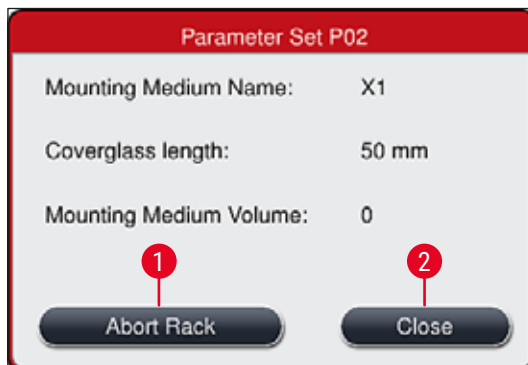 Parameter Set P02
Mounting Medium Name: X1
Coverglass length: 50 mm
Mounting Medium Volume: 0
1 2
Abort Rack Close